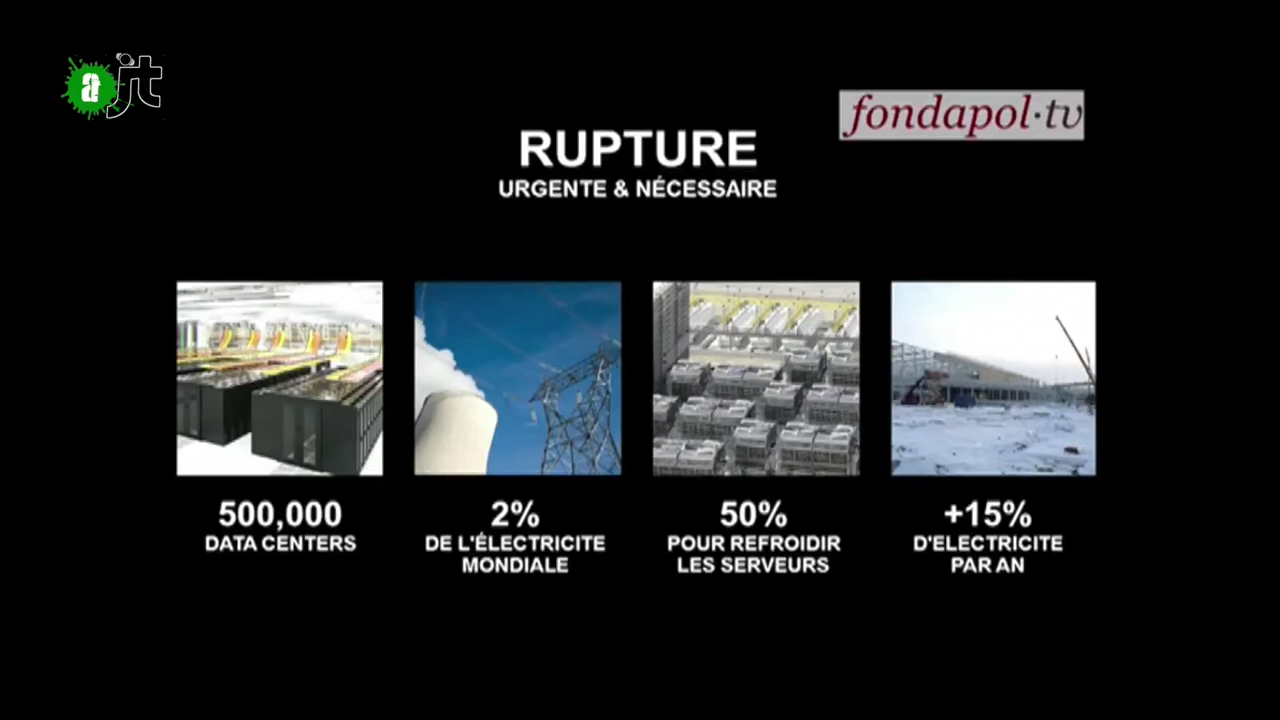 a jt
fondapol·tv
RUPTURE
URGENTE & NÉCESSAIRE
500,000
DATA CENTERS
2%
DE L'ÉLECTRICITE
MONDIALE
50%
POUR REFROIDIR
LES SERVEURS
+15%
D'ELECTRICITE
PAR AN